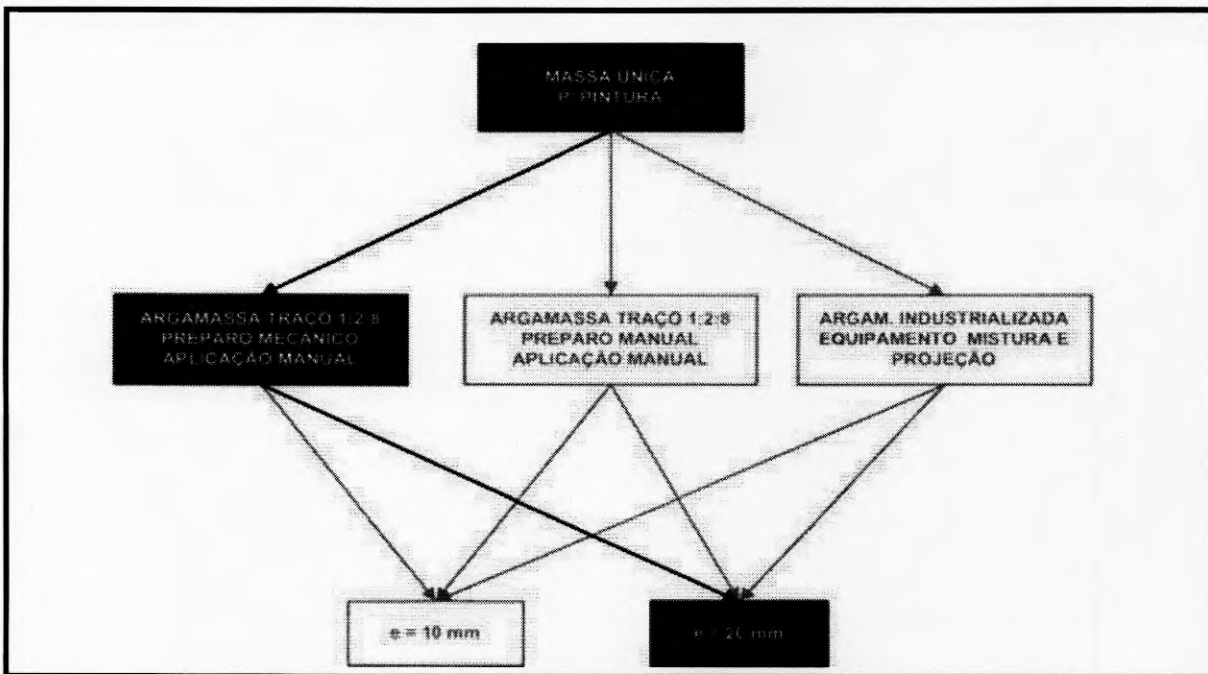 MASSA ÚNICA
P/ PINTURA
ARGAMASSA TRAÇO 1:2:8
PREPARO MECÂNICO
APLICAÇÃO MANUAL
ARGAMASSA TRAÇO 1:2:8
PREPARO MANUAL
APLICAÇÃO MANUAL
ARGAM. INDUSTRIALIZADA
EQUIPAMENTO MISTURA E
PROJEÇÃO
e = 10 mm
e = 20 mm